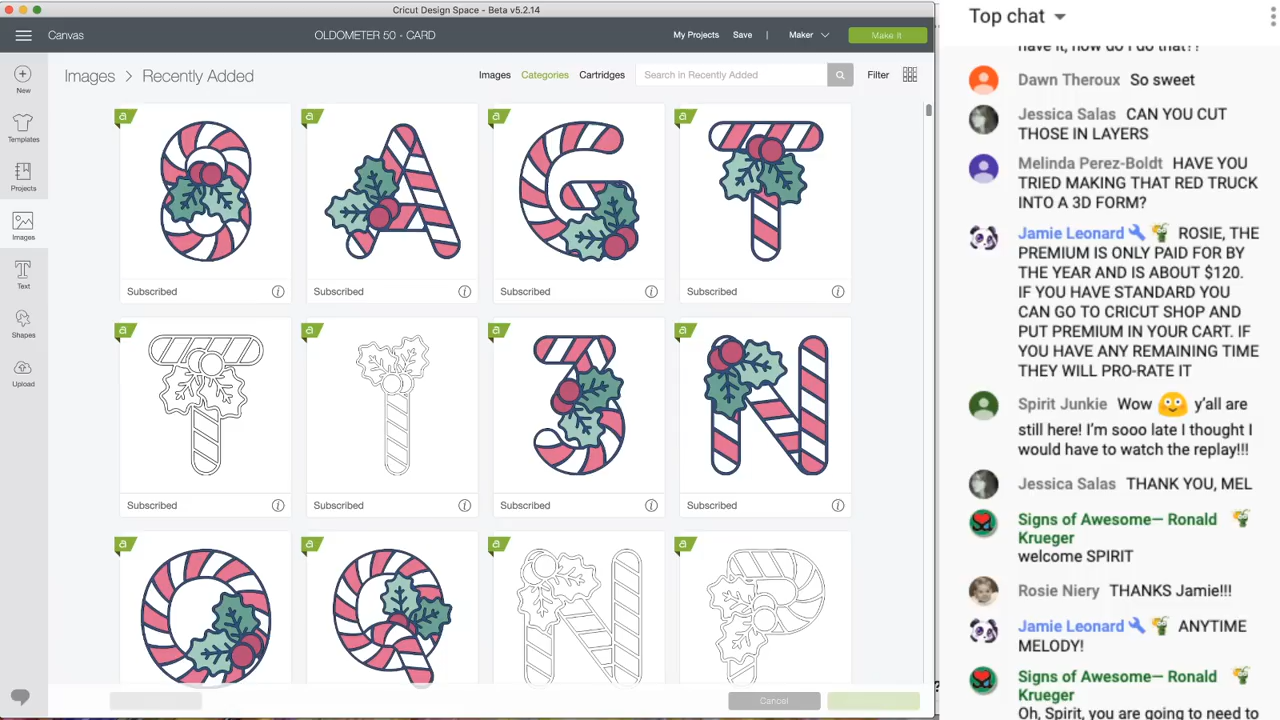 Cricut Design Space - Beta v5.2.14
Canvas
OLDOMETER 50 - CARD
My Projects Save | Maker
Make It
New
Templates
Projects
Images
Text
Shapes
Upload
Images > Recently Added
Images Categories Cartridges
Search in Recently Added
Filter
a a a a
8 A G T
Subscribed Subscribed Subscribed Subscribed
a a a a
T T 3 N
Subscribed Subscribed Subscribed Subscribed
a a a a
O Q N P
Cancel
?
Top chat
have it, how do I do that??
Dawn Theroux So sweet
Jessica Salas CAN YOU CUT
THOSE IN LAYERS
Melinda Perez-Boldt HAVE YOU
TRIED MAKING THAT RED TRUCK
INTO A 3D FORM?
Jamie Leonard ROSIE, THE
PREMIUM IS ONLY PAID FOR BY
THE YEAR AND IS ABOUT $120.
IF YOU HAVE STANDARD YOU
CAN GO TO CRICUT SHOP AND
PUT PREMIUM IN YOUR CART. IF
YOU HAVE ANY REMAINING TIME
THEY WILL PRO-RATE IT
Spirit Junkie Wow y'all are
still here! I'm sooo late I thought I
would have to watch the replay!!!
Jessica Salas THANK YOU, MEL
Signs of Awesome— Ronald
Krueger
welcome SPIRIT
Rosie Niery THANKS Jamie!!!
Jamie Leonard ANYTIME
MELODY!
Signs of Awesome— Ronald
Krueger
Oh, Spirit, you are going to need to